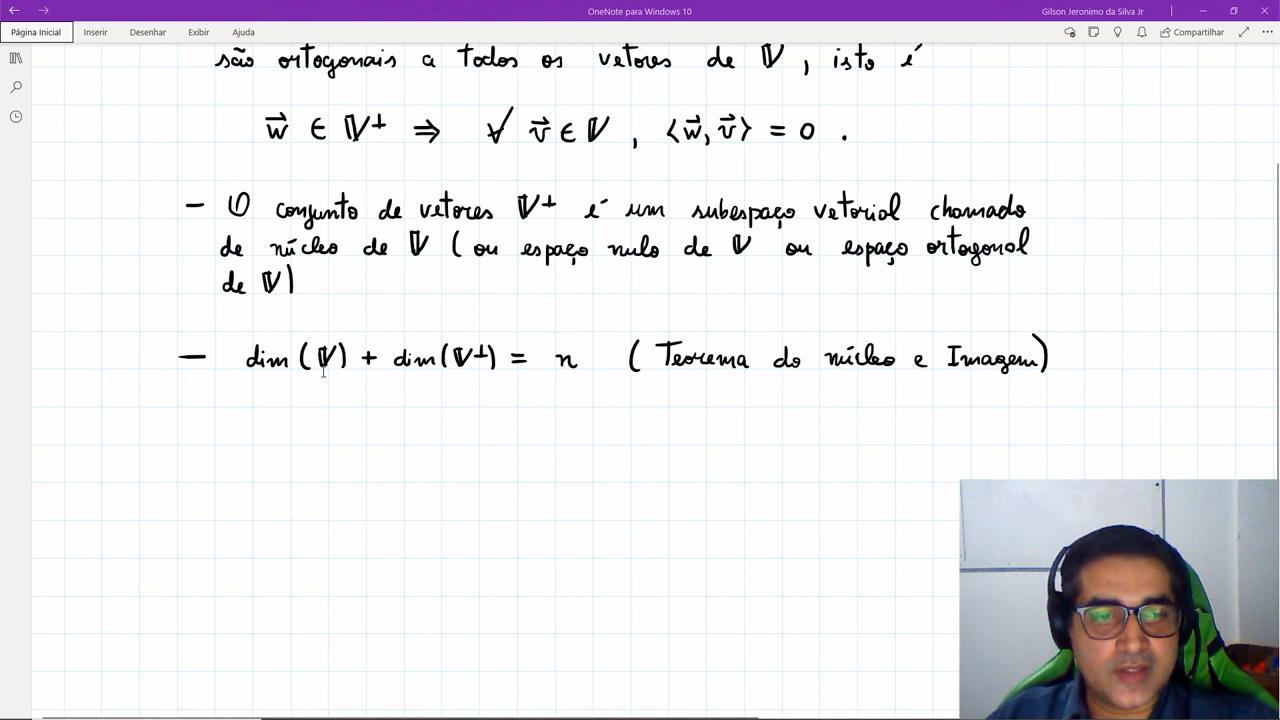 OneNote para Windows 10
Gilson Jeronimo da Silva Jr
Página Inicial Inserir Desenhar Exibir Ajuda
Compartilhar
são ortogonais a todos os vetores de 𝕍, isto é
w⃗ ∈ 𝕍⊥ ⇒ ∀ v⃗ ∈ 𝕍, ⟨w⃗, v⃗⟩ = 0 .
- O conjunto de vetores 𝕍⊥ é um subespaço vetorial chamado
de núcleo de 𝕍 (ou espaço nulo de 𝕍 ou espaço ortogonal
de 𝕍)
- dim(𝕍) + dim(𝕍⊥) = n (Teorema do núcleo e Imagem)